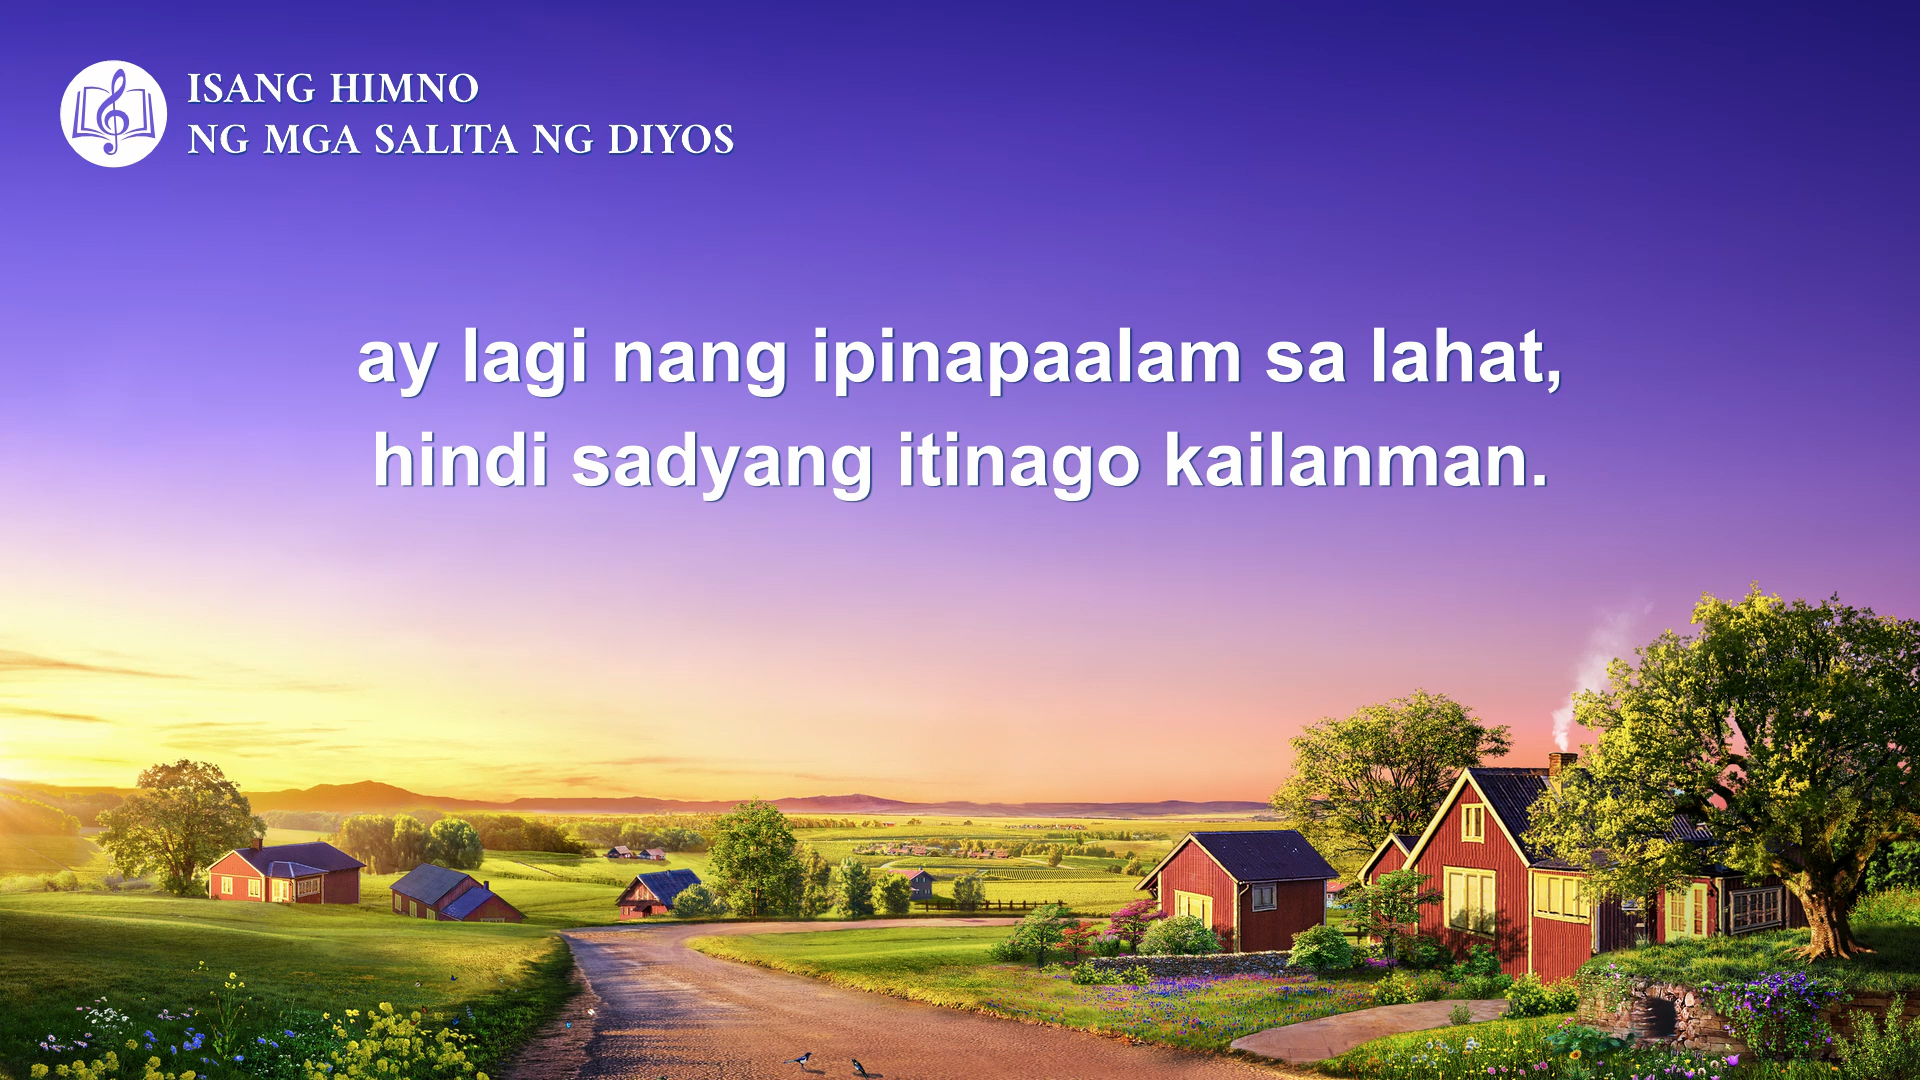 ISANG HIMNO
NG MGA SALITA NG DIYOS
ay lagi nang ipinapaalam sa lahat,
hindi sadyang itinago kailanman.